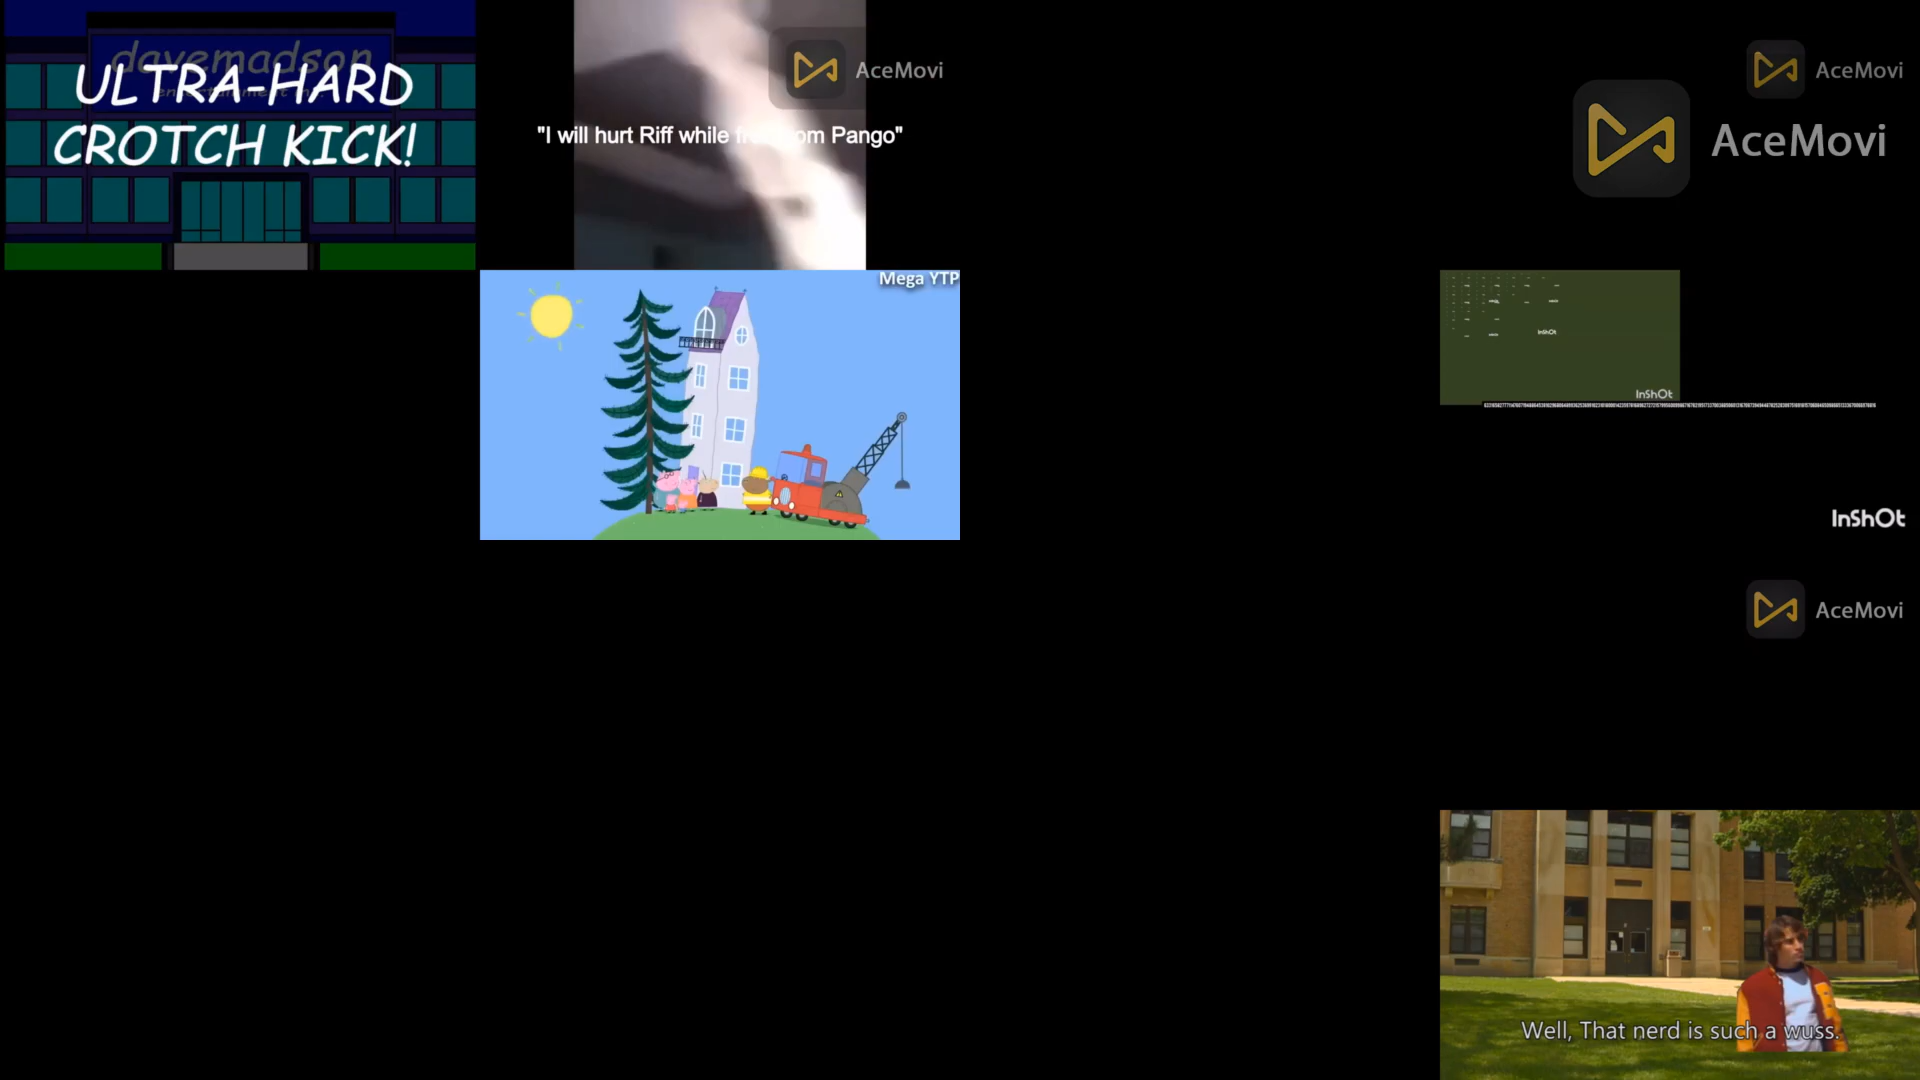 davemadson
ULTRA-HARD
CROTCH KICK!
AceMovi
"I will hurt Riff while Pango"
AceMovi
AceMovi
Mega YTP
InShOt
InShOt
InShOt
AceMovi
Well, That nerd is such a wuss.